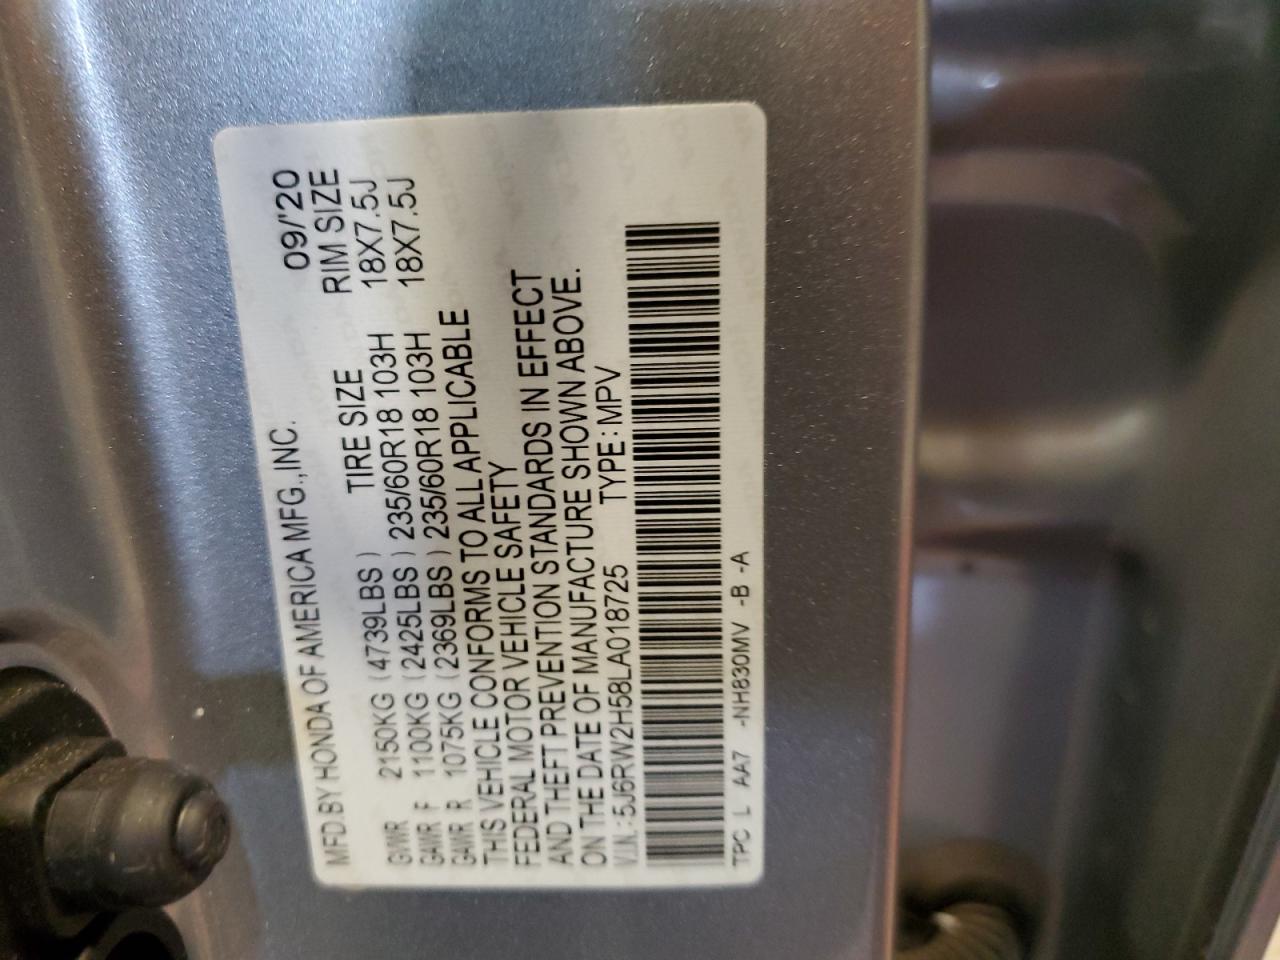 MFD.BY HONDA OF AMERICA MFG.,INC. 09/'20
TIRE SIZE RIM SIZE
GVWR 2150KG (4739LBS)
GAWR F 1100KG (2425LBS) 235/60R18 103H 18X7.5J
GAWR R 1075KG (2369LBS) 235/60R18 103H 18X7.5J
THIS VEHICLE CONFORMS TO ALL APPLICABLE
FEDERAL MOTOR VEHICLE SAFETY
AND THEFT PREVENTION STANDARDS IN EFFECT
ON THE DATE OF MANUFACTURE SHOWN ABOVE.
V.I.N.:5J6RW2H58LA018725 TYPE:MPV
TPC L AA7 -NH830MV -B -A